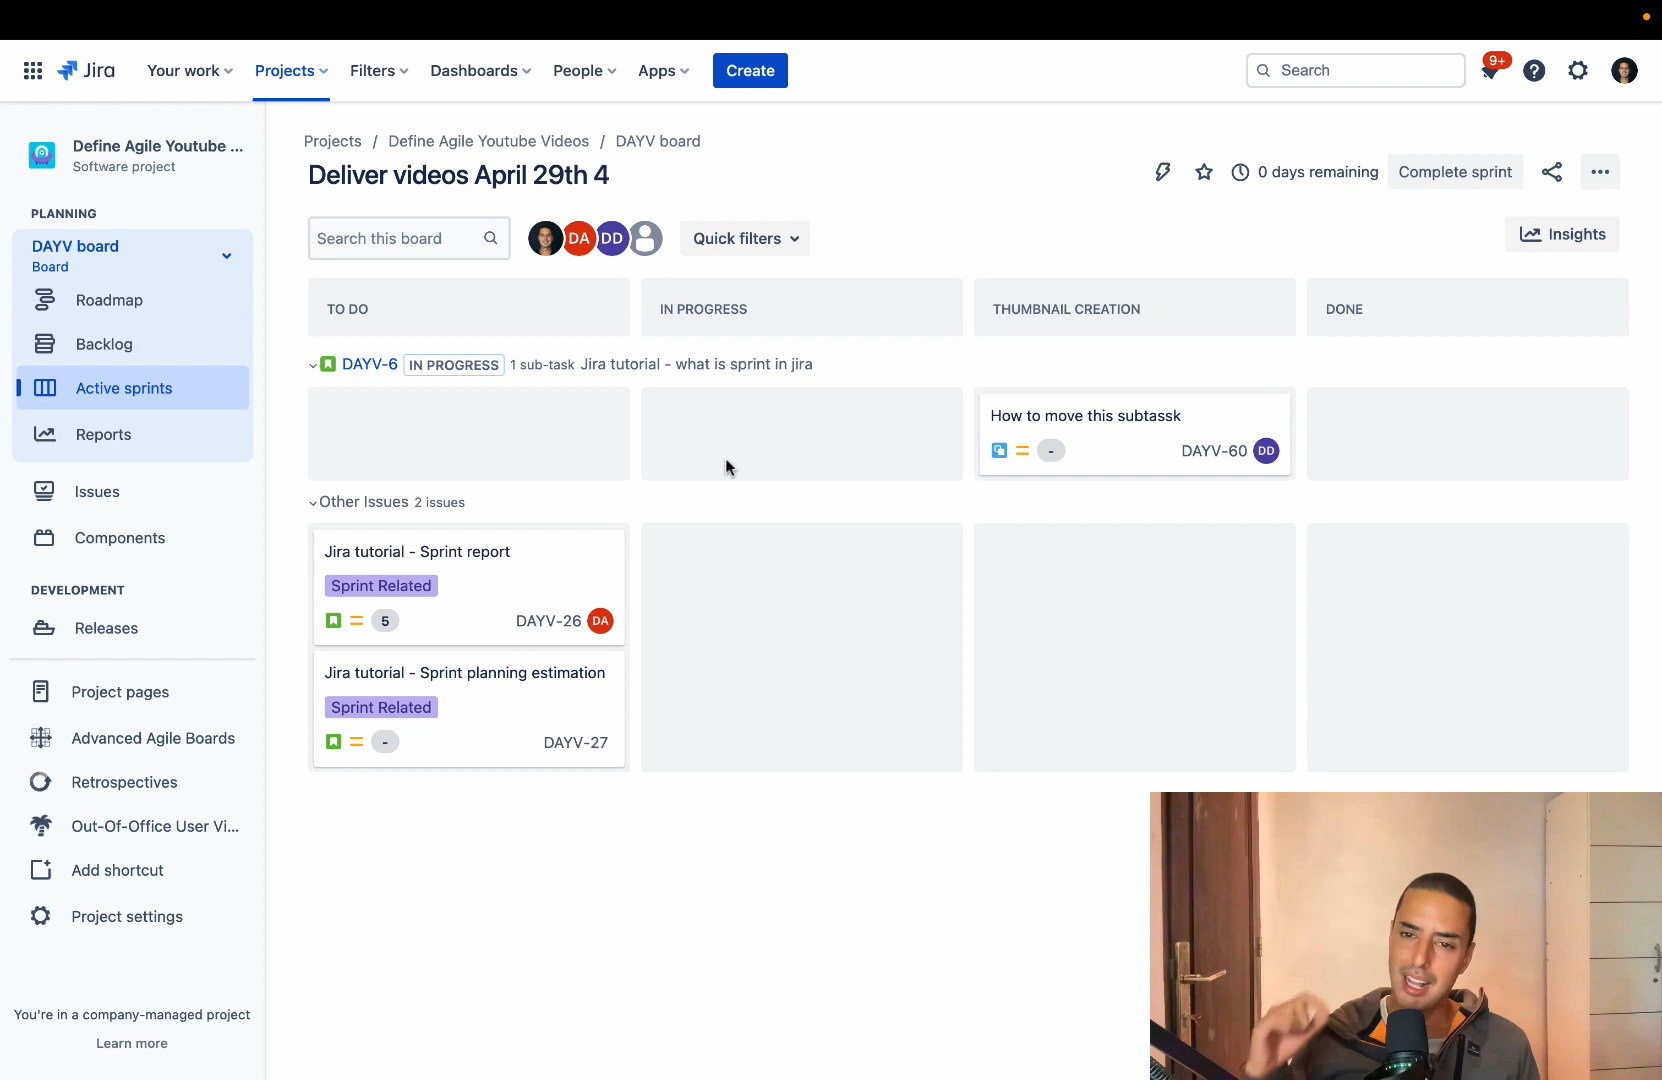 Jira
Your work
Projects
Filters
Dashboards
People
Apps
Create
Search
9+
Define Agile Youtube ...
Software project
PLANNING
DAYV board
Board
Roadmap
Backlog
Active sprints
Reports
Issues
Components
DEVELOPMENT
Releases
Project pages
Advanced Agile Boards
Retrospectives
Out-Of-Office User Vi...
Add shortcut
Project settings
You're in a company-managed project
Learn more
Projects / Define Agile Youtube Videos / DAYV board
Deliver videos April 29th 4
0 days remaining
Complete sprint
Search this board
DA
DD
Quick filters
Insights
TO DO
IN PROGRESS
THUMBNAIL CREATION
DONE
DAYV-6 IN PROGRESS 1 sub-task Jira tutorial - what is sprint in jira
How to move this subtassk
- DAYV-60 DD
Other Issues 2 issues
Jira tutorial - Sprint report
Sprint Related
5 DAYV-26 DA
Jira tutorial - Sprint planning estimation
Sprint Related
- DAYV-27